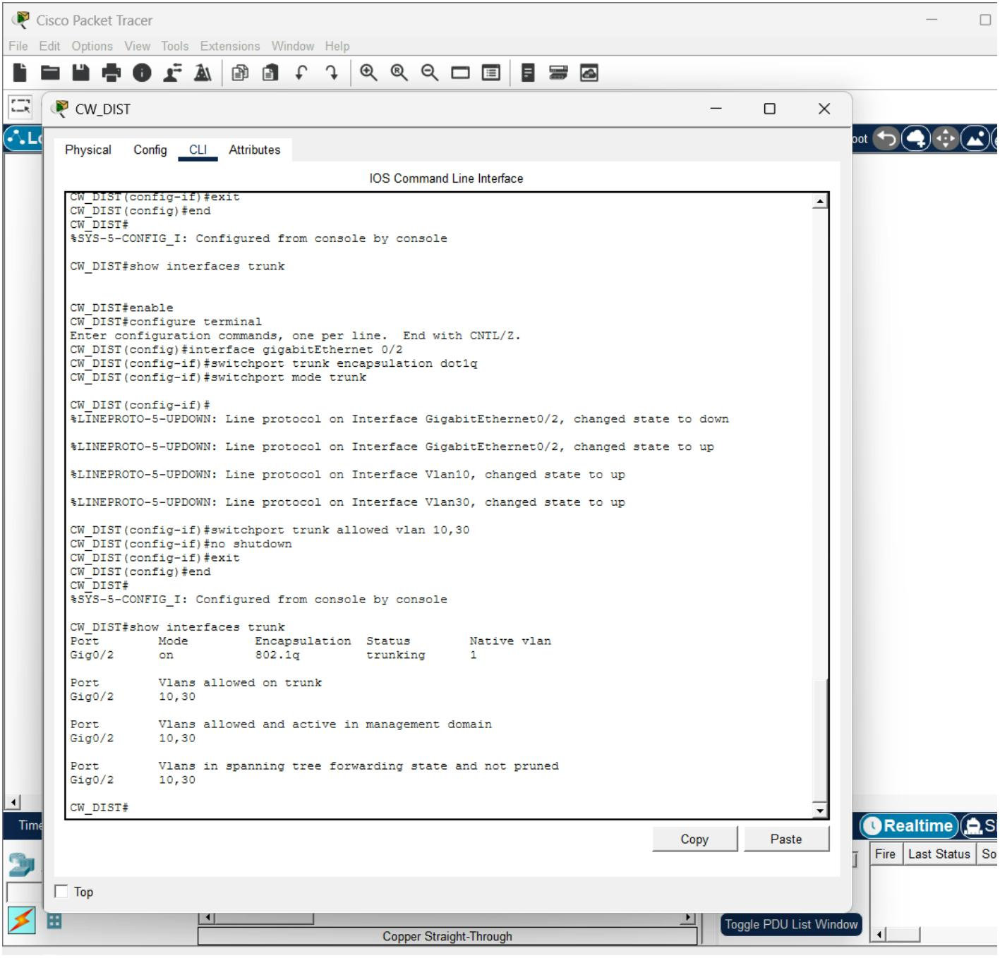 Cisco Packet Tracer
File Edit Options View Tools Extensions Window Help
CW_DIST
oot
Physical Config CLI Attributes
IOS Command Line Interface
CW_DIST(config-if)#exit
CW_DIST(config)#end
CW_DIST#
%SYS-5-CONFIG_I: Configured from console by console
CW_DIST#show interfaces trunk
CW_DIST#enable
CW_DIST#configure terminal
Enter configuration commands, one per line.  End with CNTL/Z.
CW_DIST(config)#interface gigabitEthernet 0/2
CW_DIST(config-if)#switchport trunk encapsulation dot1q
CW_DIST(config-if)#switchport mode trunk
CW_DIST(config-if)#
%LINEPROTO-5-UPDOWN: Line protocol on Interface GigabitEthernet0/2, changed state to down
%LINEPROTO-5-UPDOWN: Line protocol on Interface GigabitEthernet0/2, changed state to up
%LINEPROTO-5-UPDOWN: Line protocol on Interface Vlan10, changed state to up
%LINEPROTO-5-UPDOWN: Line protocol on Interface Vlan30, changed state to up
CW_DIST(config-if)#switchport trunk allowed vlan 10,30
CW_DIST(config-if)#no shutdown
CW_DIST(config-if)#exit
CW_DIST(config)#end
CW_DIST#
%SYS-5-CONFIG_I: Configured from console by console
CW_DIST#show interfaces trunk
Port        Mode         Encapsulation  Status        Native vlan
Gig0/2      on           802.1q         trunking      1
Port        Vlans allowed on trunk
Gig0/2      10,30
Port        Vlans allowed and active in management domain
Gig0/2      10,30
Port        Vlans in spanning tree forwarding state and not pruned
Gig0/2      10,30
CW_DIST#
Time Realtime
Copy Paste
Fire Last Status
Top
Toggle PDU List Window
Copper Straight-Through